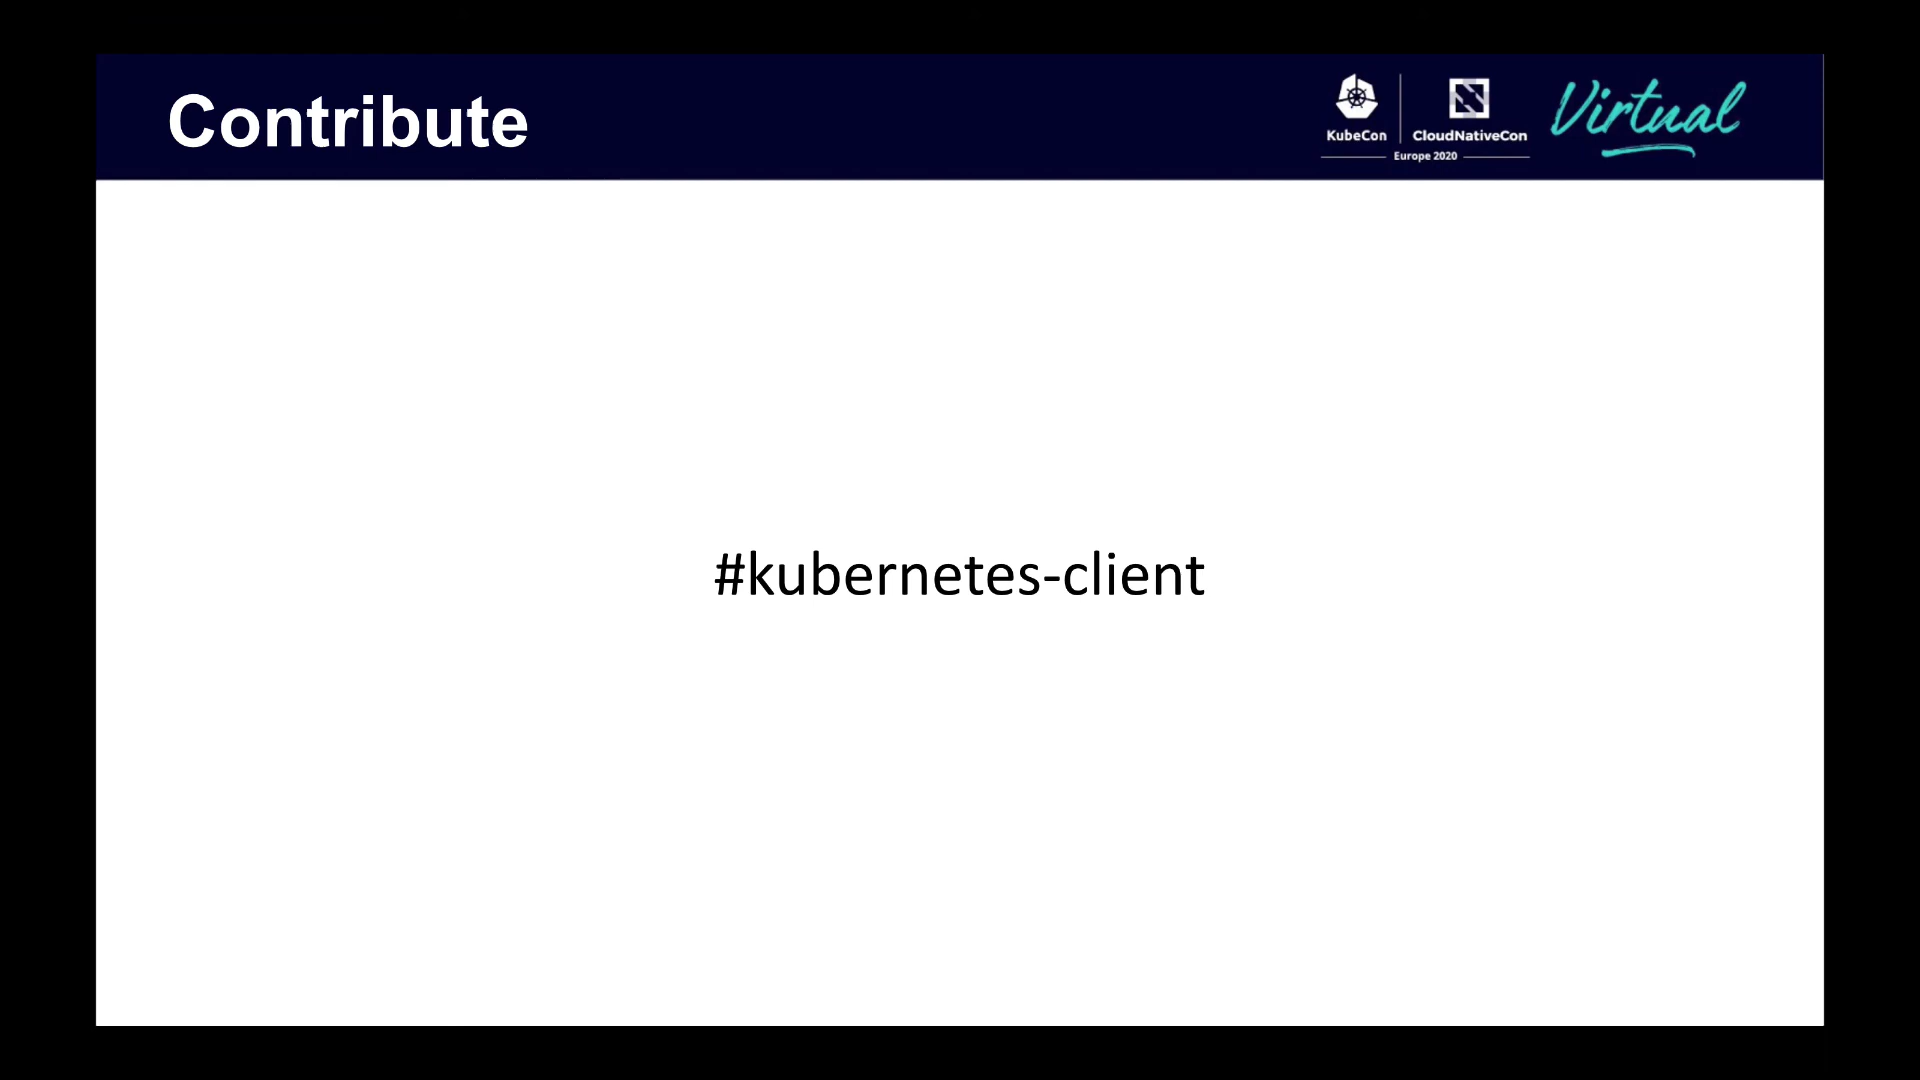 Contribute
KubeCon
CloudNativeCon
Europe 2020
Virtual
#kubernetes-client